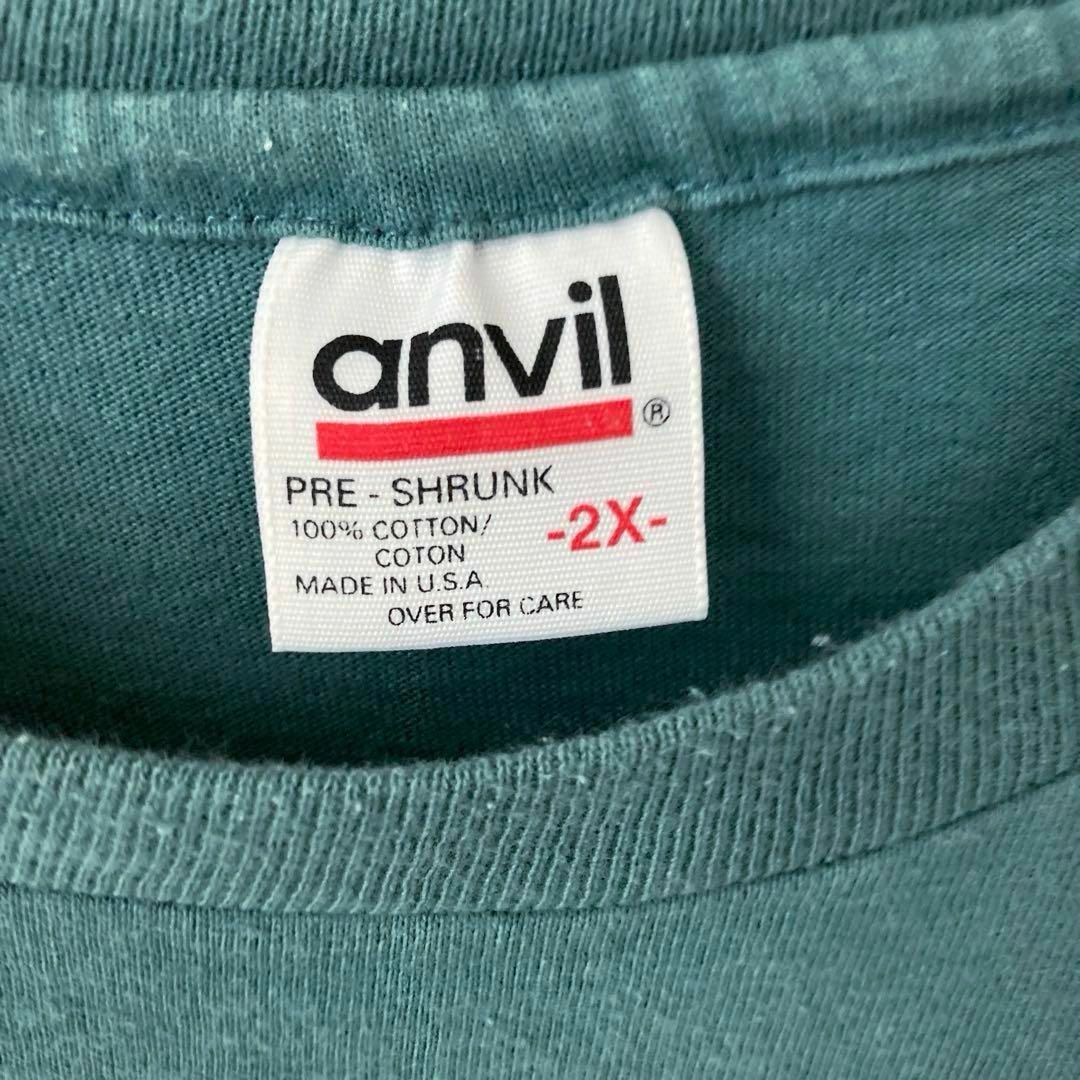 anvil®
PRE - SHRUNK
100% COTTON/
COTON
-2X-
MADE IN U.S.A.
OVER FOR CARE